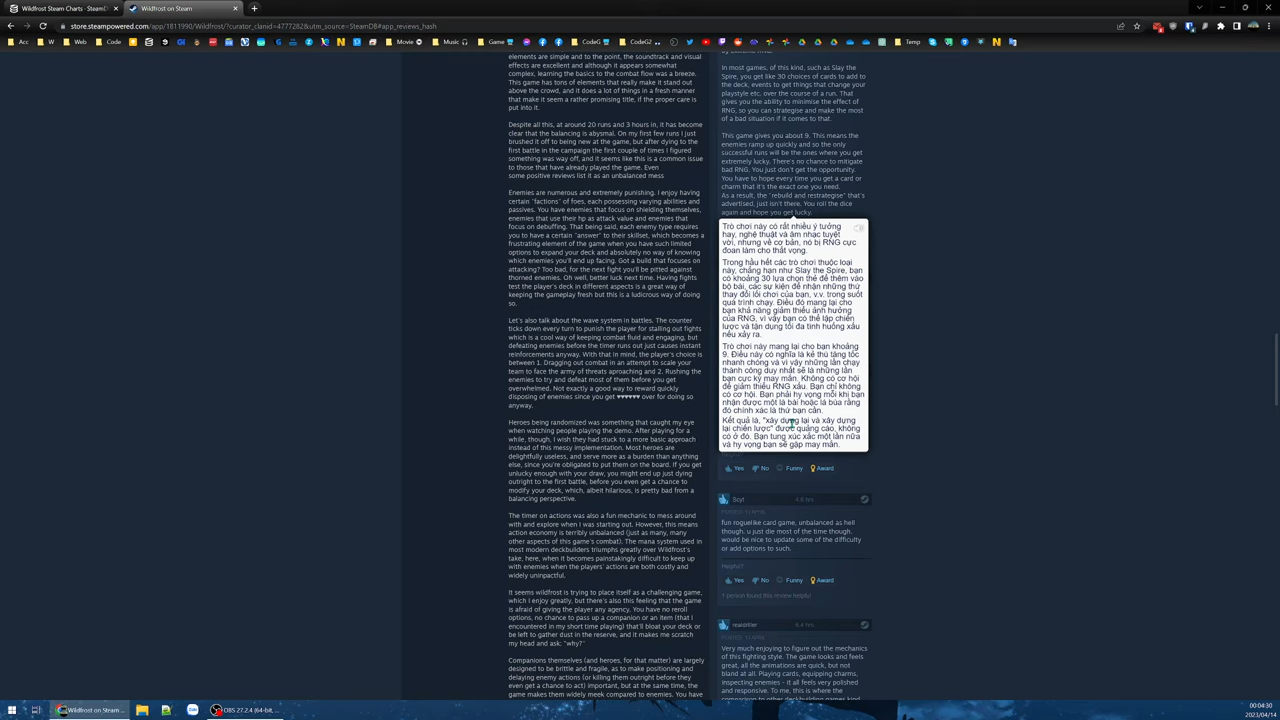 Wildfrost Steam Charts · SteamD
Wildfrost on Steam
store.steampowered.com/app/1811990/Wildfrost/?curator_clanid=4777282&utm_source=SteamDB#app_reviews_hash
Acc
W
Web
Code
Movie
Music
Game
CodeG
CodeG2
Temp
elements are simple and to the point, the soundtrack and visual
effects are excellent and although it appears somewhat
complex, learning the basics to the combat flow was a breeze.
This game has tons of elements that really make it stand out
above the crowd, and it does a lot of things in a fresh manner
that make it seem a rather promising title, if the proper care is
put into it.
Despite all this, at around 20 runs and 3 hours in, it has become
clear that the balancing is abysmal. On my first few runs I just
brushed it off to being new at the game, but after dying to the
first battle in the campaign the first couple of times I figured
something was way off, and it seems like this is a common issue
to those that have already played the game. Even
some positive reviews list it as an unbalanced mess
Enemies are numerous and extremely punishing. I enjoy having
certain "factions" of foes, each possessing varying abilities and
passives. You have enemies that focus on shielding themselves,
enemies that use their hp as attack value and enemies that
focus on debuffing. That being said, each enemy type requires
you to have a certain "answer" to their skillset, which becomes a
frustrating element of the game when you have such limited
options to expand your deck and absolutely no way of knowing
which enemies you'll end up facing. Got a build that focuses on
attacking? Too bad, for the next fight you'll be pitted against
thorned enemies. Oh well, better luck next time. Having fights
test the player's deck in different aspects is a great way of
keeping the gameplay fresh but this is a ludicrous way of doing
so.
Let's also talk about the wave system in battles. The counter
ticks down every turn to punish the player for stalling out fights
which is a cool way of keeping combat fluid and engaging, but
defeating enemies before the timer runs out just causes instant
reinforcements anyway. With that in mind, the player's choice is
between 1. Dragging out combat in an attempt to scale your
team to face the army of threats aproaching and 2. Rushing the
enemies to try and defeat most of them before you get
overwhelmed. Not exactly a good way to reward quickly
disposing of enemies since you get ♥♥♥♥♥♥ over for doing so
anyway.
Heroes being randomized was something that caught my eye
when watching people playing the demo. After playing for a
while, though, I wish they had stuck to a more basic approach
instead of this messy implementation. Most heroes are
delightfully useless, and serve more as a burden than anything
else, since you're obligated to put them on the board. If you get
unlucky enough with your draw, you might end up just dying
outright to the first battle, before you even get a chance to
modify your deck, which, albeit hilarious, is pretty bad from a
balancing perspective.
The timer on actions was also a fun mechanic to mess around
with and explore when I was starting out. However, this means
action economy is terribly unbalanced (just as many, many
other aspects of this game's combat). The mana system used in
most modern deckbuilders triumphs greatly over Wildfrost's
take, here, when it becomes painstakingly difficult to keep up
with enemies when the players' actions are both costly and
widely uninpactful.
It seems wildfrost is trying to place itself as a challenging game,
which I enjoy greatly, but there's also this feeling that the game
is afraid of giving the player any agency. You have no reroll
options, no chance to pass up a companion or an item (that I
encountered in my short time playing) that'll bloat your deck or
be left to gather dust in the reserve, and it makes me scratch
my head and ask: "why?"
Companions themselves (and heroes, for that matter) are largely
designed to be brittle and fragile, as to make positioning and
delaying enemy actions (or killing them outright before they
even get a chance to act) important, but at the same time, the
game makes them widely meek compared to enemies. You have
In most games, of this kind, such as Slay the
Spire, you get like 30 choices of cards to add to
the deck, events to get things that change your
playstyle etc. over the course of a run. That
gives you the ability to minimise the effect of
RNG, so you can strategise and make the most
of a bad situation if it comes to that.
This game gives you about 9. This means the
enemies ramp up quickly and so the only
successful runs will be the ones where you get
extremely lucky. There's no chance to mitigate
bad RNG. You just don't get the opportunity.
You have to hope every time you get a card or
charm that it's the exact one you need.
As a result, the "rebuild and restrategise" that's
advertised, just isn't there. You roll the dice
again and hope you get lucky.
Trò chơi này có rất nhiều ý tưởng
hay, nghệ thuật và âm nhạc tuyệt
vời, nhưng về cơ bản, nó bị RNG cực
đoan làm cho thất vọng.
Trong hầu hết các trò chơi thuộc loại
này, chẳng hạn như Slay the Spire, bạn
có khoảng 30 lựa chọn thẻ để thêm vào
bộ bài, các sự kiện để nhận những thứ
thay đổi lối chơi của bạn, v.v. trong suốt
quá trình chạy. Điều đó mang lại cho
bạn khả năng giảm thiểu ảnh hưởng
của RNG, vì vậy bạn có thể lập chiến
lược và tận dụng tối đa tình huống xấu
nếu xảy ra.
Trò chơi này mang lại cho bạn khoảng
9. Điều này có nghĩa là kẻ thù tăng tốc
nhanh chóng và vì vậy những lần chạy
thành công duy nhất sẽ là những lần
bạn cực kỳ may mắn. Không có cơ hội
để giảm thiểu RNG xấu. Bạn chỉ không
có cơ hội. Bạn phải hy vọng mỗi khi bạn
nhận được một lá bài hoặc lá bùa rằng
đó chính xác là thứ bạn cần.
Kết quả là, "xây dựng lại và xây dựng
lại chiến lược" được quảng cáo, không
có ở đó. Bạn tung xúc xắc một lần nữa
và hy vọng bạn sẽ gặp may mắn.
Yes No Funny Award
Scyt 4.8 hrs
fun roguelike card game, unbalanced as hell
though. u just die most of the time though.
would be nice to update some of the difficulty
or add options to such.
Helpful?
Yes No Funny Award
1 person found this review helpful
realdriller 6.4 hrs
Very much enjoying to figure out the mechanics
of this fighting style. The game looks and feels
great, all the animations are quick, but not
bland at all. Playing cards, equipping charms,
inspecting enemies - it all feels very polished
and responsive. To me, this is where the
Wildfrost on Steam ...
OBS 27.2.4 (64-bit, ...
00:04:30
2023/04/14